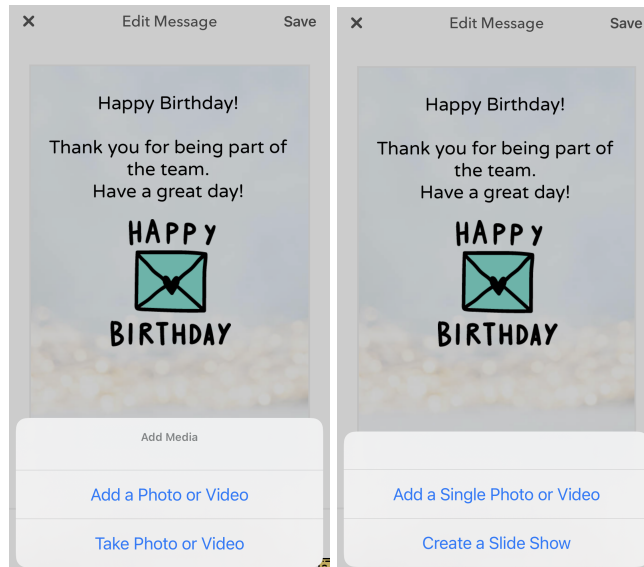 ✕ Edit Message Save
Happy Birthday!
Thank you for being part of
the team.
Have a great day!
HAPPY
BIRTHDAY
Add Media
Add a Photo or Video
Take Photo or Video
✕ Edit Message Save
Happy Birthday!
Thank you for being part of
the team.
Have a great day!
HAPPY
BIRTHDAY
Add a Single Photo or Video
Create a Slide Show